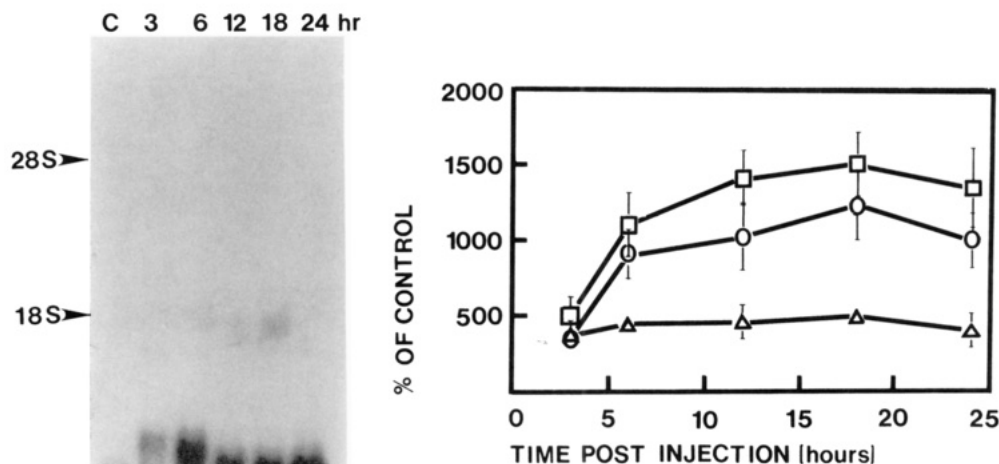 C 3 6 12 18 24 hr
28S
18S
2000
1500
1000
500
% OF CONTROL
0 5 10 15 20 25
TIME POST INJECTION (hours)